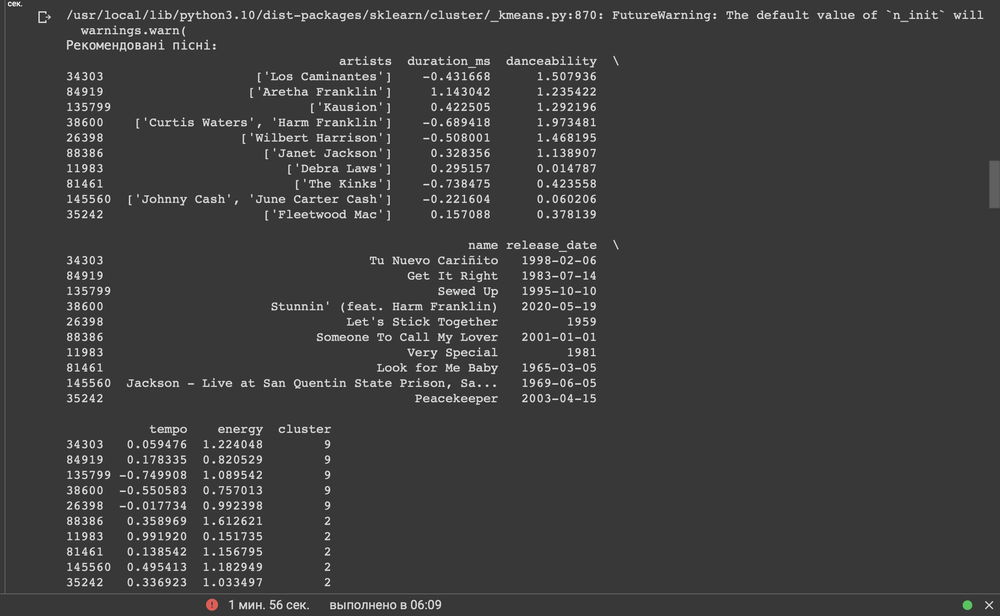 сек.
/usr/local/lib/python3.10/dist-packages/sklearn/cluster/_kmeans.py:870: FutureWarning: The default value of `n_init` will
warnings.warn(
Рекомендовані пісні:
artists duration_ms danceability \
34303 ['Los Caminantes'] -0.431668 1.507936
84919 ['Aretha Franklin'] 1.143042 1.235422
135799 ['Kausion'] 0.422505 1.292196
38600 ['Curtis Waters', 'Harm Franklin'] -0.689418 1.973481
26398 ['Wilbert Harrison'] -0.508001 1.468195
88386 ['Janet Jackson'] 0.328356 1.138907
11983 ['Debra Laws'] 0.295157 0.014787
81461 ['The Kinks'] -0.738475 0.423558
145560 ['Johnny Cash', 'June Carter Cash'] -0.221604 0.060206
35242 ['Fleetwood Mac'] 0.157088 0.378139
name release_date \
34303 Tu Nuevo Cariñito 1998-02-06
84919 Get It Right 1983-07-14
135799 Sewed Up 1995-10-10
38600 Stunnin' (feat. Harm Franklin) 2020-05-19
26398 Let's Stick Together 1959
88386 Someone To Call My Lover 2001-01-01
11983 Very Special 1981
81461 Look for Me Baby 1965-03-05
145560 Jackson - Live at San Quentin State Prison, Sa... 1969-06-05
35242 Peacekeeper 2003-04-15
tempo energy cluster
34303 0.059476 1.224048 9
84919 0.178335 0.820529 9
135799 -0.749908 1.089542 9
38600 -0.550583 0.757013 9
26398 -0.017734 0.992398 9
88386 0.358969 1.612621 2
11983 0.991920 0.151735 2
81461 0.138542 1.156795 2
145560 0.495413 1.182949 2
35242 0.336923 1.033497 2
1 мин. 56 сек. выполнено в 06:09